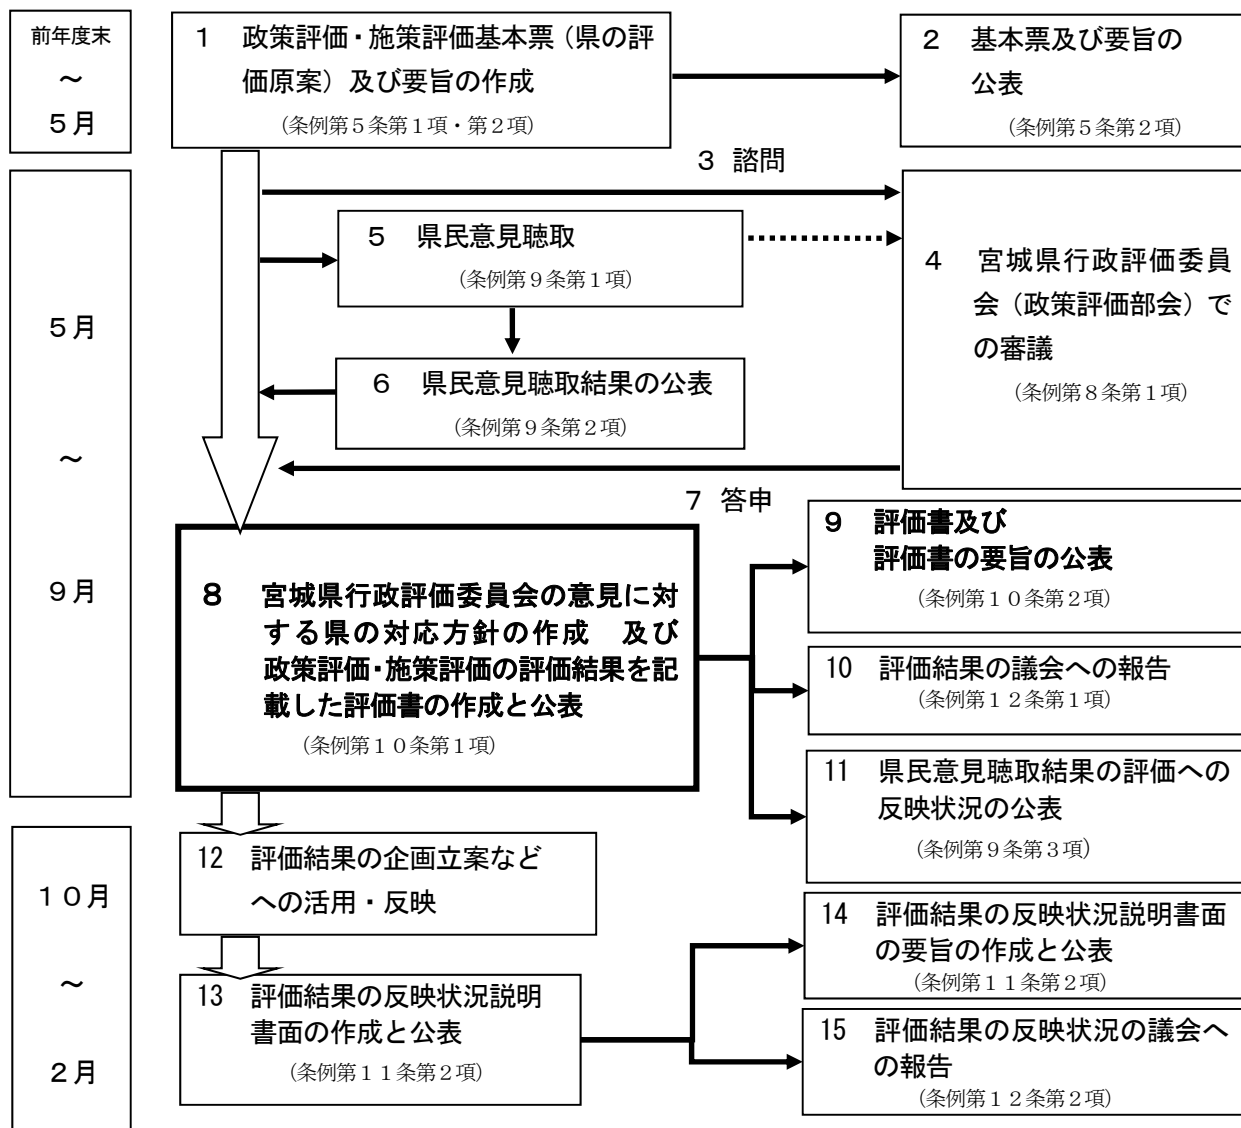 前年度末
～
５月
１　政策評価・施策評価基本票（県の評
価原案）及び要旨の作成
（条例第５条第１項・第２項）
２　基本票及び要旨の
公表
（条例第５条第２項）
３ 諮問
５月
～
９月
５　県民意見聴取
（条例第９条第１項）
４　宮城県行政評価委員
会（政策評価部会）で
の審議
（条例第８条第１項）
６　県民意見聴取結果の公表
（条例第９条第２項）
７ 答申
８　宮城県行政評価委員会の意見に対
する県の対応方針の作成　及び
政策評価・施策評価の評価結果を記
載した評価書の作成と公表
（条例第１０条第１項）
９　評価書及び
評価書の要旨の公表
（条例第１０条第２項）
10　評価結果の議会への報告
（条例第１２条第１項）
11　県民意見聴取結果の評価への
反映状況の公表
（条例第９条第３項）
１０月
～
２月
12　評価結果の企画立案など
への活用・反映
13　評価結果の反映状況説明
書面の作成と公表
（条例第１１条第２項）
14　評価結果の反映状況説明書面
の要旨の作成と公表
（条例第１１条第２項）
15　評価結果の反映状況の議会へ
の報告
（条例第１２条第２項）